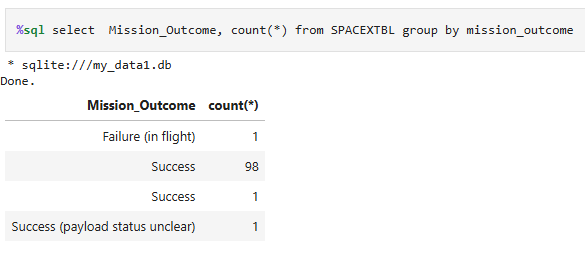 %sql select  Mission_Outcome, count(*) from SPACEXTBL group by mission_outcome
* sqlite:///my_data1.db
Done.
Mission_Outcome count(*)
Failure (in flight) 1
Success 98
Success 1
Success (payload status unclear) 1